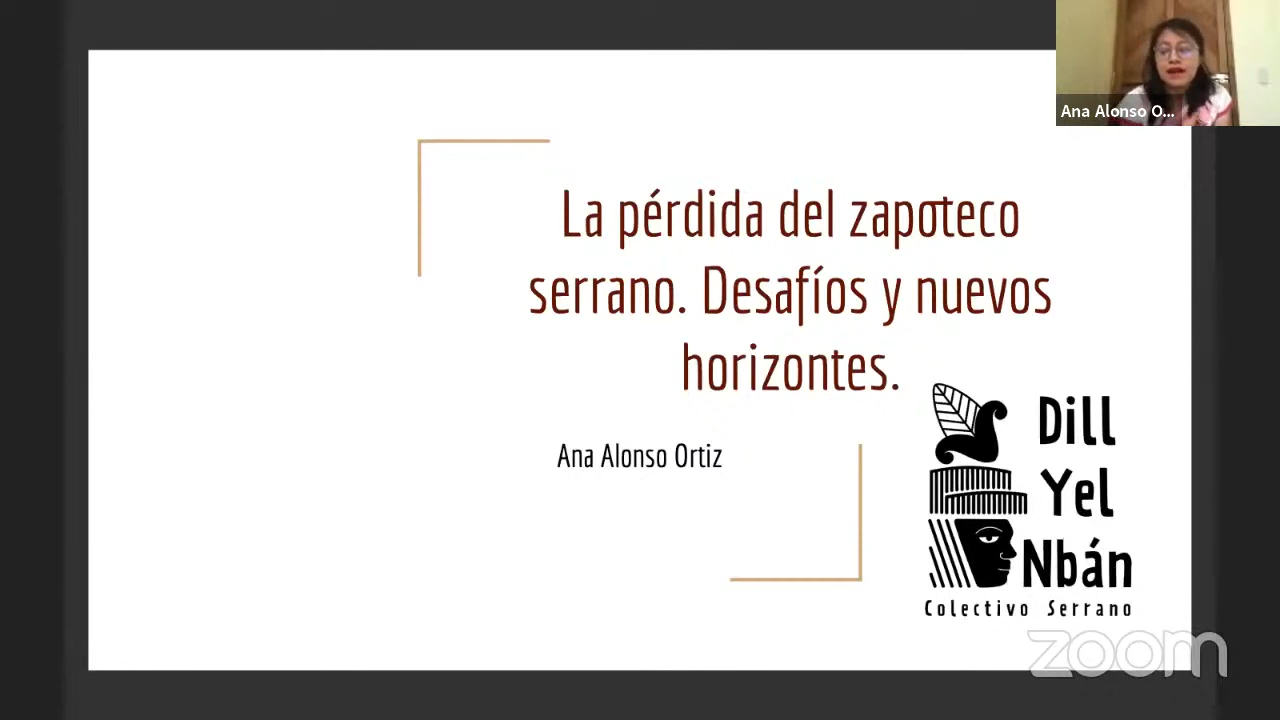 Ana Alonso O...
La pérdida del zapoteco
serrano. Desafíos y nuevos
horizontes.
Ana Alonso Ortiz
Dill
Yel
Nbán
Colectivo Serrano
zoom